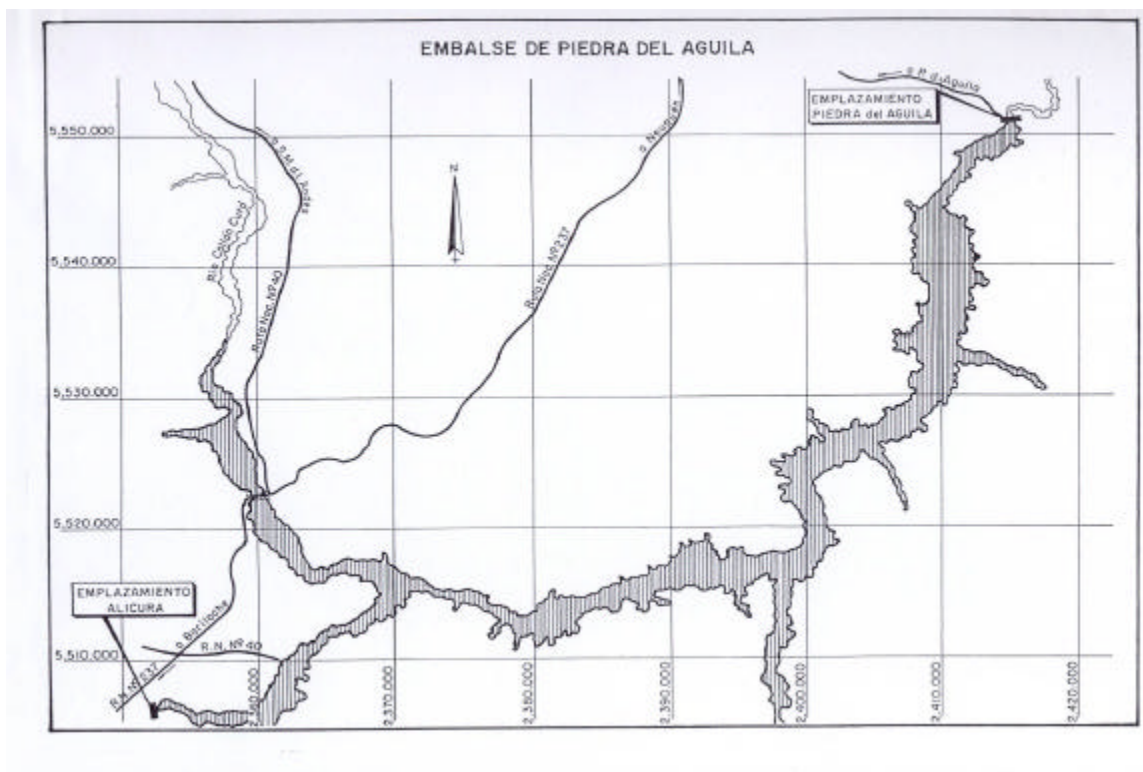 EMBALSE DE PIEDRA DEL AGUILA
a P. d. Aguila
EMPLAZAMIENTO
PIEDRA del AGUILA
5,550.000
a S. M. d. l. Andes
a Neuquén
N
Río Collón Curá
5,540.000
Ruta Nac. Nº 40
Ruta Nac. Nº 237
5,530.000
5,520.000
EMPLAZAMIENTO
ALICURA
a Bariloche
R.N. Nº 40
5,510.000
R.N. Nº 237
2,360.000
2,370.000
2,380.000
2,390.000
2,400.000
2,410.000
2,420.000